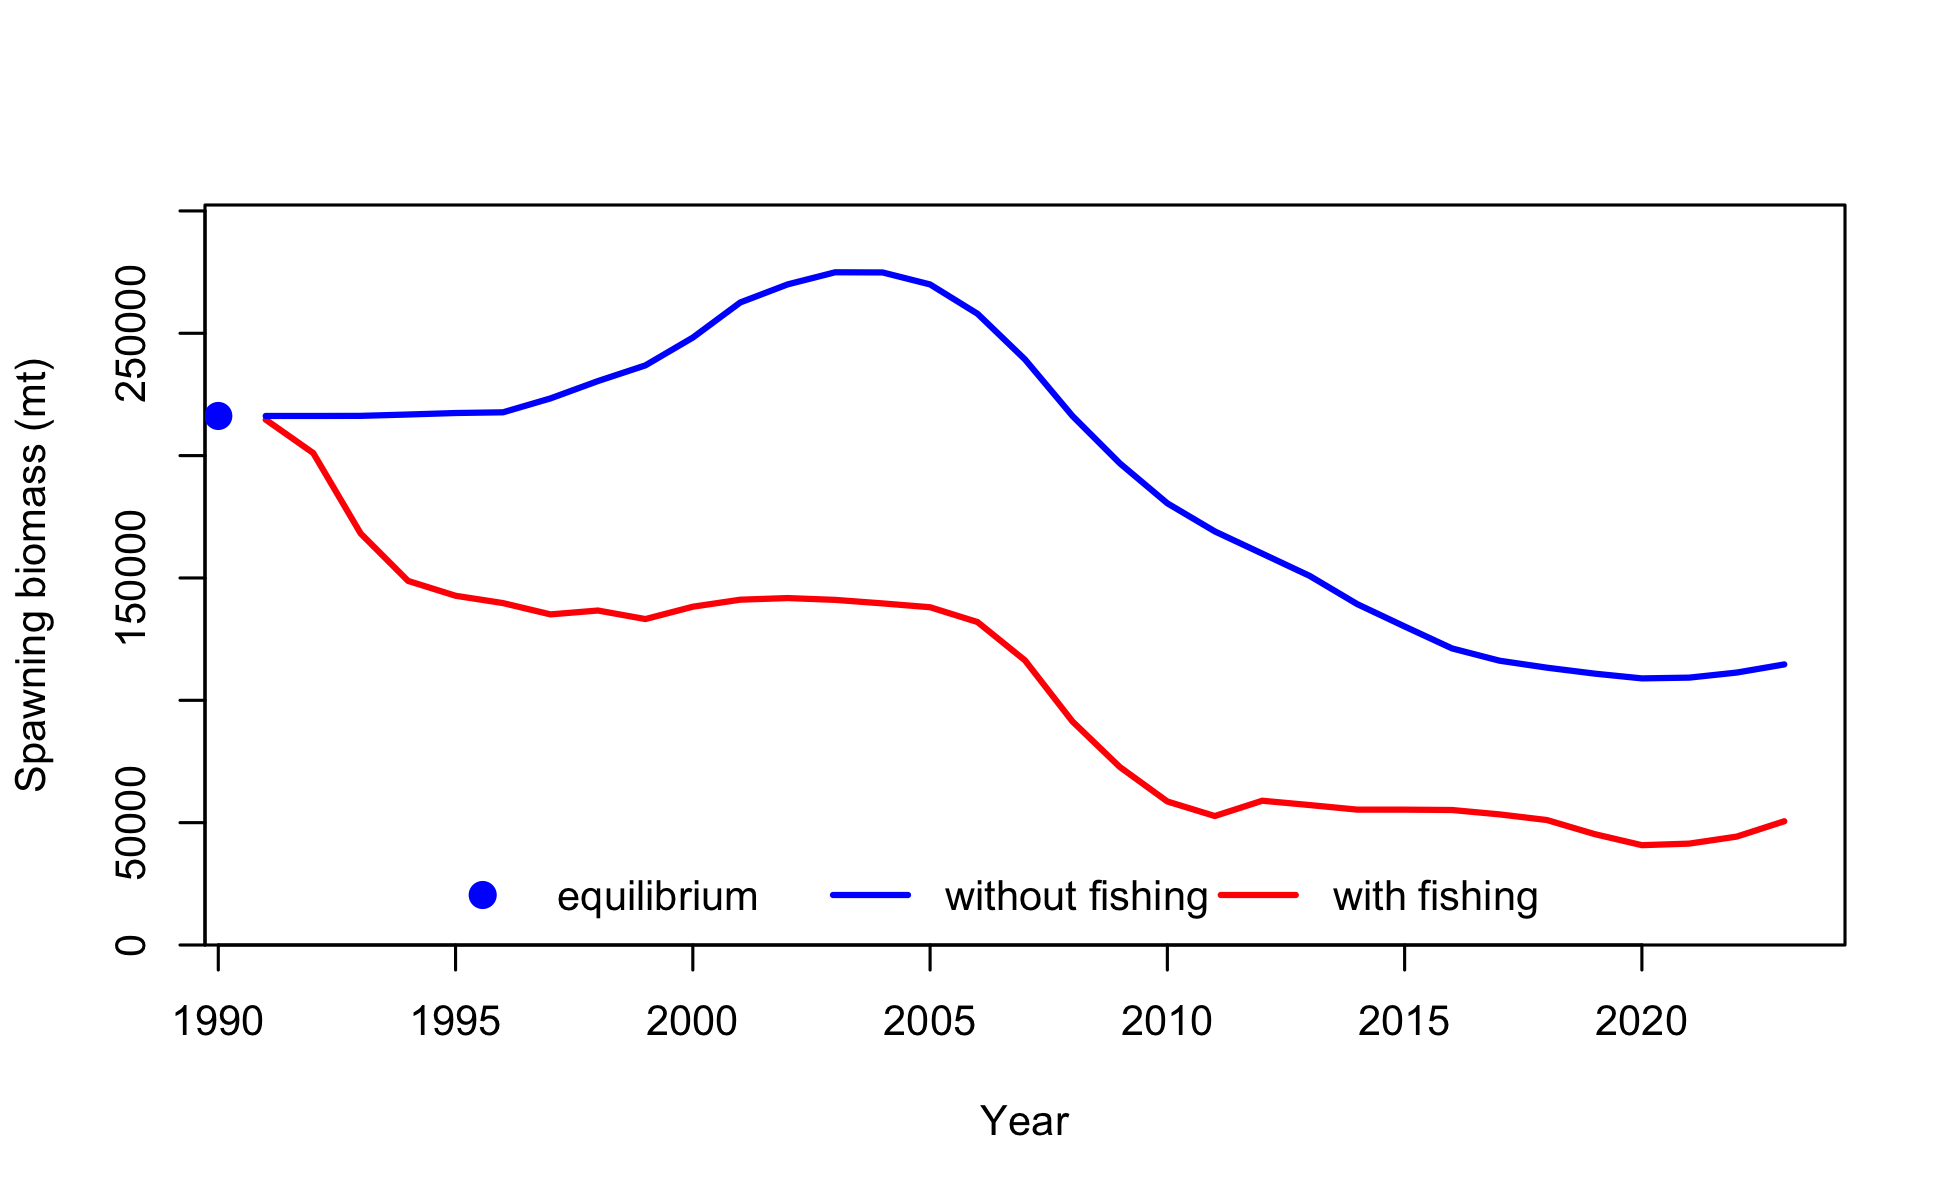 Spawning biomass (mt)
250000
150000
50000
0
equilibrium without fishing with fishing
1990 1995 2000 2005 2010 2015 2020
Year